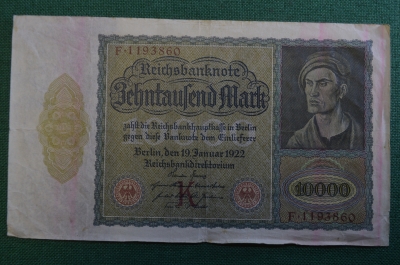 F·1193860
Reichsbanknote
Zehntausend Mark
zahlt die Reichsbankhauptkasse in Berlin
gegen diese Banknote dem Einlieferer
Berlin, den 19. Januar 1922
Reichsbankdirektorium
K
10000
F·1193860